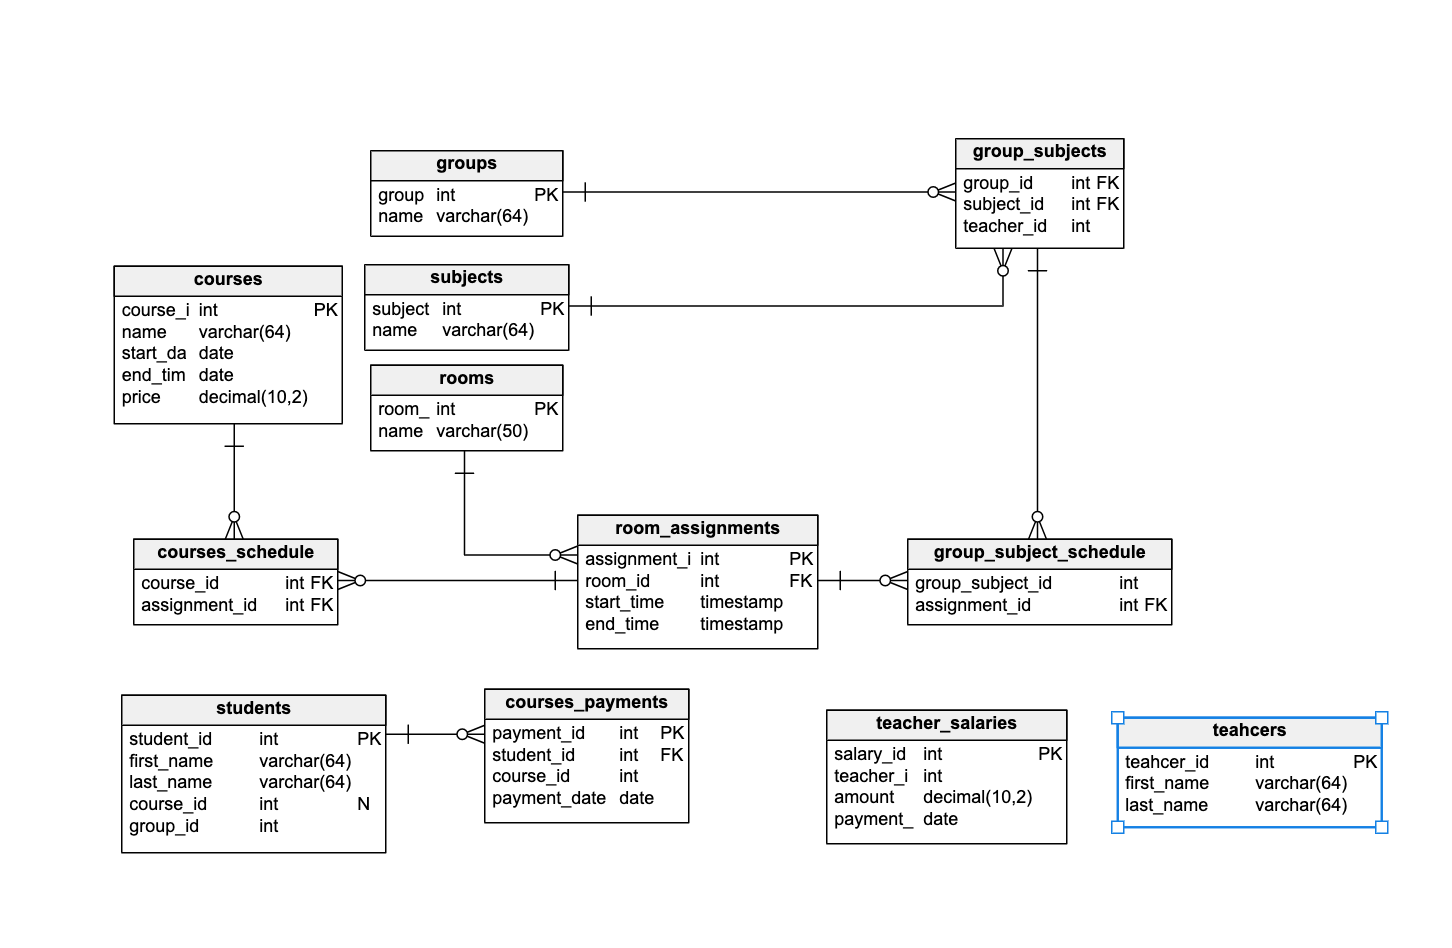 groups
group int PK
name varchar(64)
group_subjects
group_id int FK
subject_id int FK
teacher_id int
courses
course_i int PK
name varchar(64)
start_da date
end_tim date
price decimal(10,2)
subjects
subject int PK
name varchar(64)
rooms
room_ int PK
name varchar(50)
courses_schedule
course_id int FK
assignment_id int FK
room_assignments
assignment_i int PK
room_id int FK
start_time timestamp
end_time timestamp
group_subject_schedule
group_subject_id int
assignment_id int FK
students
student_id int PK
first_name varchar(64)
last_name varchar(64)
course_id int N
group_id int
courses_payments
payment_id int PK
student_id int FK
course_id int
payment_date date
teacher_salaries
salary_id int PK
teacher_i int
amount decimal(10,2)
payment_ date
teahcers
teahcer_id int PK
first_name varchar(64)
last_name varchar(64)